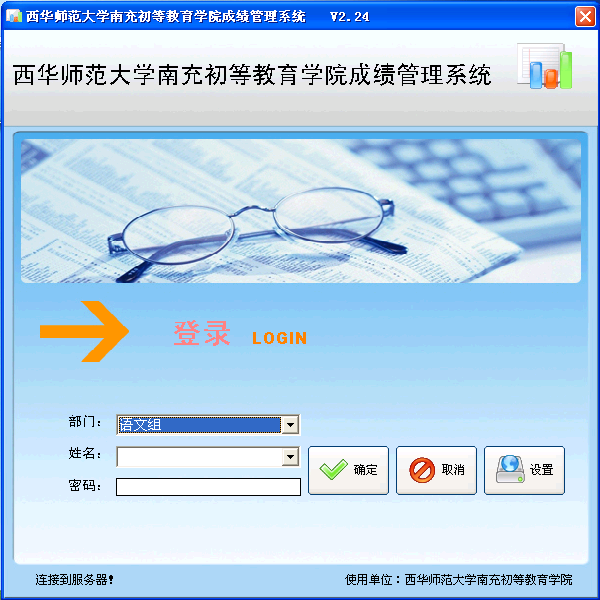 西华师范大学南充初等教育学院成绩管理系统 V2.24
西华师范大学南充初等教育学院成绩管理系统
登录 LOGIN
部门： 语文组
姓名：
密码：
确定 取消 设置
连接到服务器！ 使用单位：西华师范大学南充初等教育学院